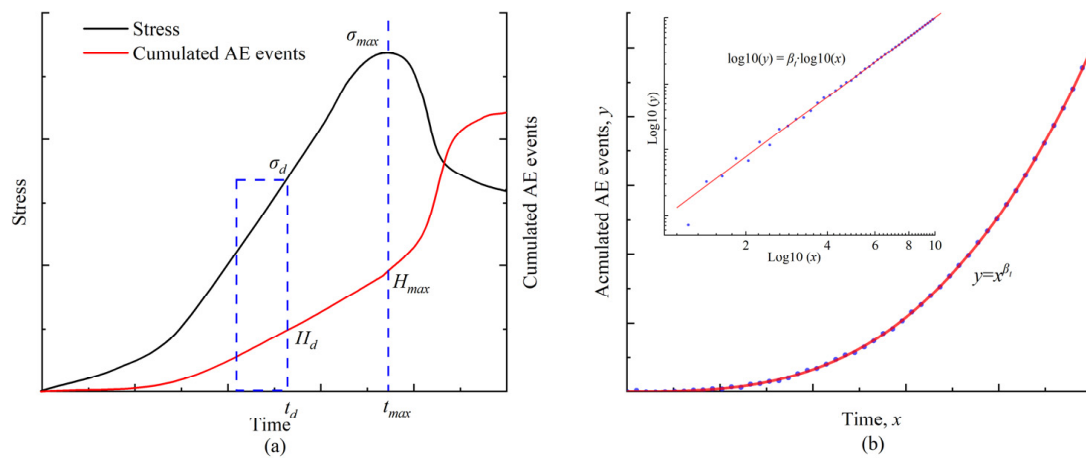 (a)
Stress
Cumulated AE events
σmax
σd
Hmax
Hd
Stress
Cumulated AE events
td
tmax
Time
(a)
(b)
log10(y) = βt·log10(x)
Log10 (y)
2
4
6
8
10
Log10 (x)
Acmulated AE events, y
y=x^βt
Time, x
(b)